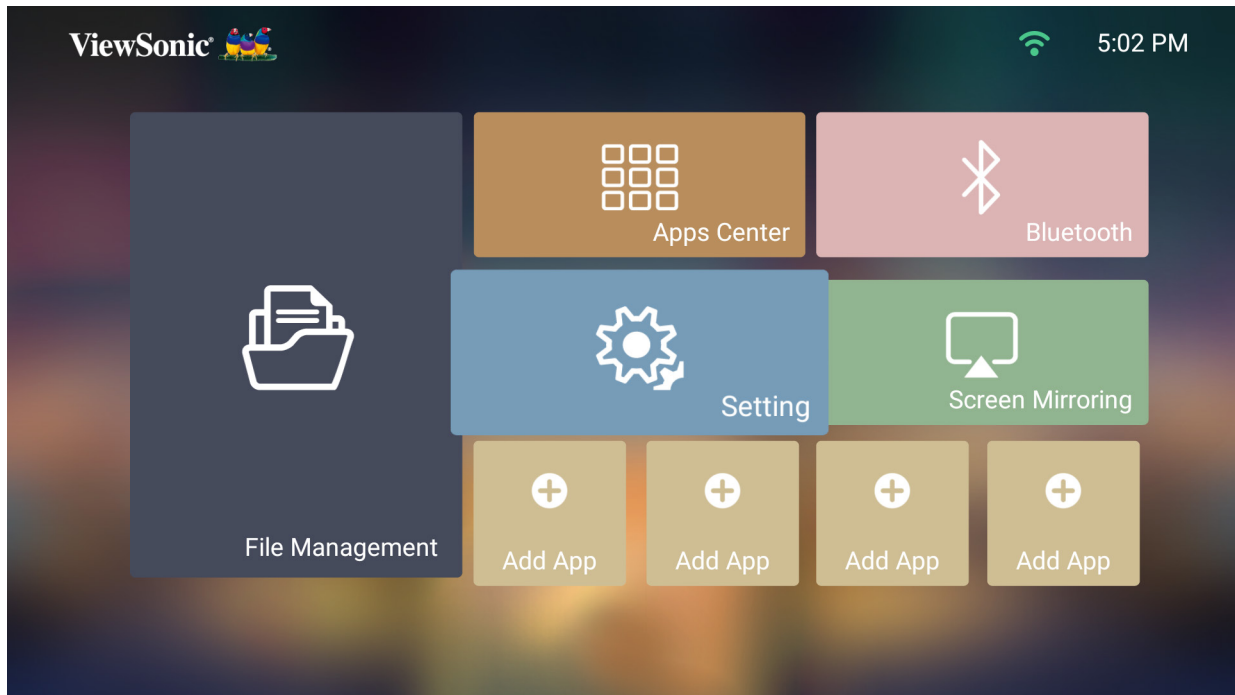 ViewSonic®
5:02 PM
Apps Center
Bluetooth
Setting
Screen Mirroring
File Management
Add App
Add App
Add App
Add App